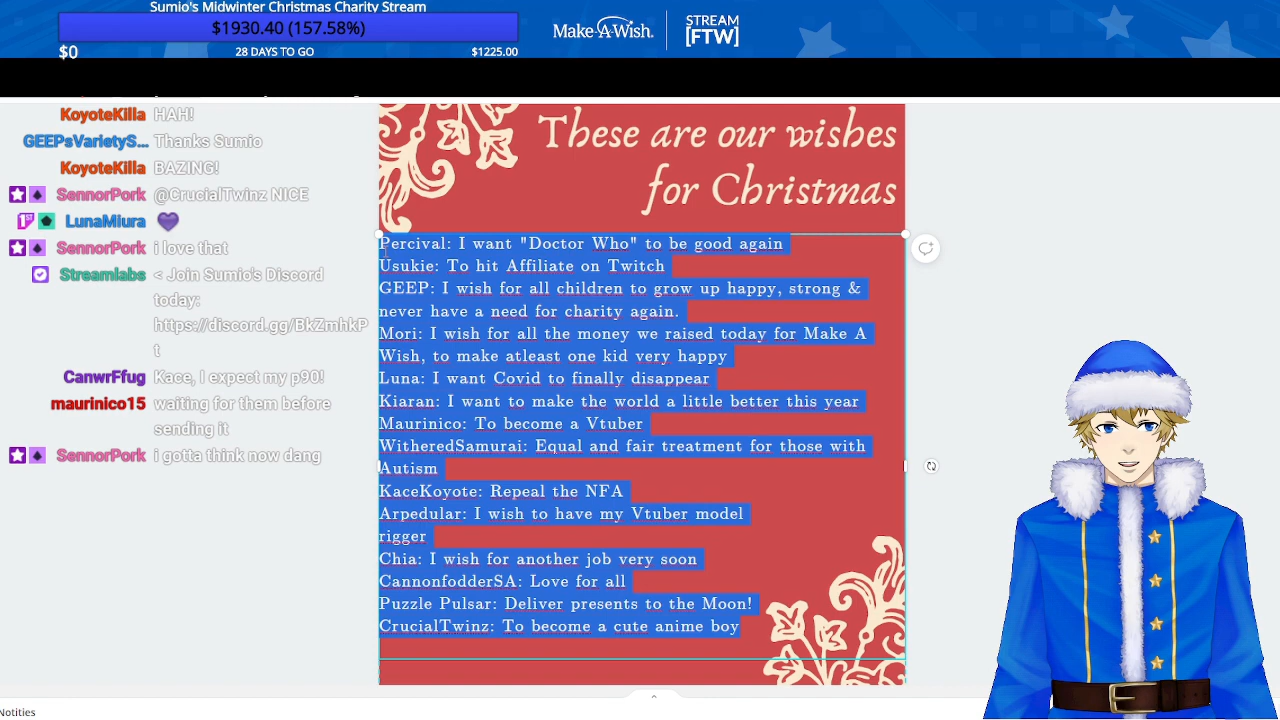 Sumio's Midwinter Christmas Charity Stream
$1930.40 (157.58%)
$0
28 DAYS TO GO
$1225.00
Make-A-Wish.
STREAM
[FTW]
KoyoteKilla HAH!
GEEPsVarietyS... Thanks Sumio
KoyoteKilla BAZING!
SennorPork @CrucialTwinz NICE
LunaMiura
SennorPork i love that
Streamlabs < Join Sumio's Discord
today:
https://discord.gg/BkZmhkP
t
CanwrFfug Kace, I expect my p90!
maurinico15 waiting for them before
sending it
SennorPork i gotta think now dang
These are our wishes
for Christmas
Percival: I want "Doctor Who" to be good again
Usukie: To hit Affiliate on Twitch
GEEP: I wish for all children to grow up happy, strong &
never have a need for charity again.
Mori: I wish for all the money we raised today for Make A
Wish, to make atleast one kid very happy
Luna: I want Covid to finally disappear
Kiaran: I want to make the world a little better this year
Maurinico: To become a Vtuber
WitheredSamurai: Equal and fair treatment for those with
Autism
KaceKoyote: Repeal the NFA
Arpedular: I wish to have my Vtuber model
rigger
Chia: I wish for another job very soon
CannonfodderSA: Love for all
Puzzle Pulsar: Deliver presents to the Moon!
CrucialTwinz: To become a cute anime boy
Notities